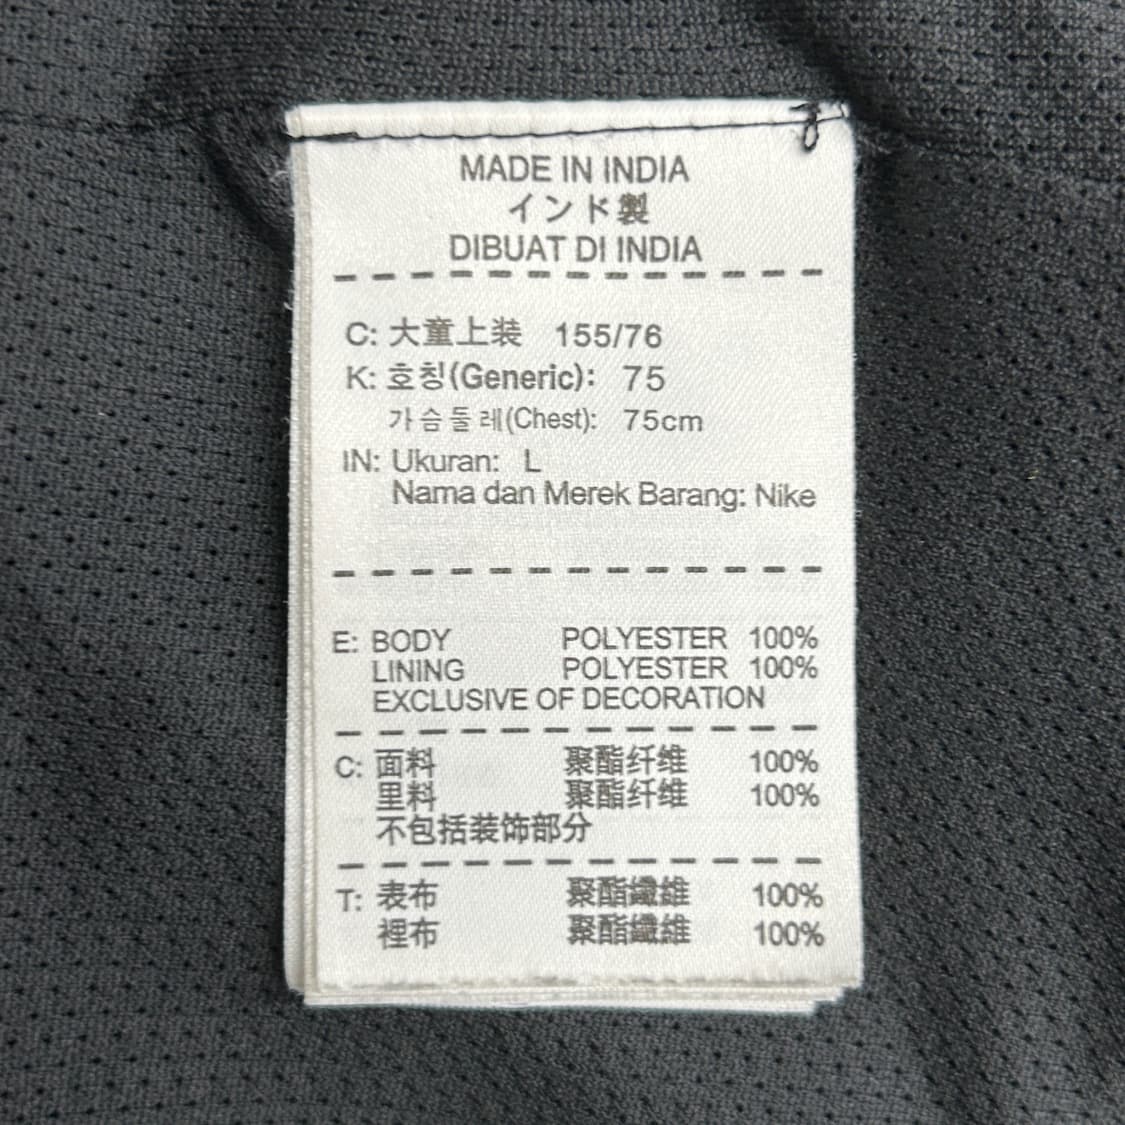 MADE IN INDIA
インド製
DIBUAT DI INDIA
C: 大童上装 155/76
K: 호칭(Generic): 75
가슴둘레(Chest): 75cm
IN: Ukuran: L
Nama dan Merek Barang: Nike
E: BODY POLYESTER 100%
LINING POLYESTER 100%
EXCLUSIVE OF DECORATION
C: 面料 聚酯纤维 100%
里料 聚酯纤维 100%
不包括装饰部分
T: 表布 聚酯纖維 100%
裡布 聚酯纖維 100%